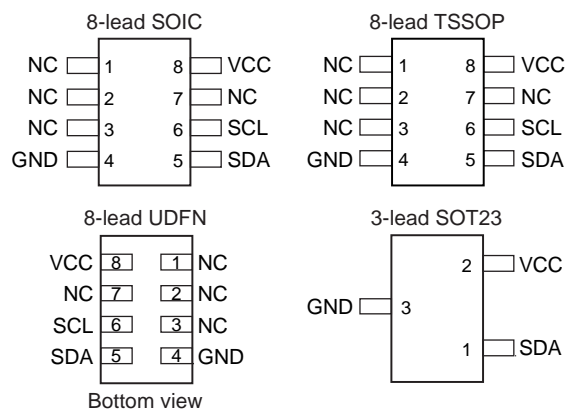 8-lead SOIC
NC 1 8 VCC
NC 2 7 NC
NC 3 6 SCL
GND 4 5 SDA
8-lead TSSOP
NC 1 8 VCC
NC 2 7 NC
NC 3 6 SCL
GND 4 5 SDA
8-lead UDFN
VCC 8 1 NC
NC 7 2 NC
SCL 6 3 NC
SDA 5 4 GND
Bottom view
3-lead SOT23
2 VCC
GND 3
1 SDA